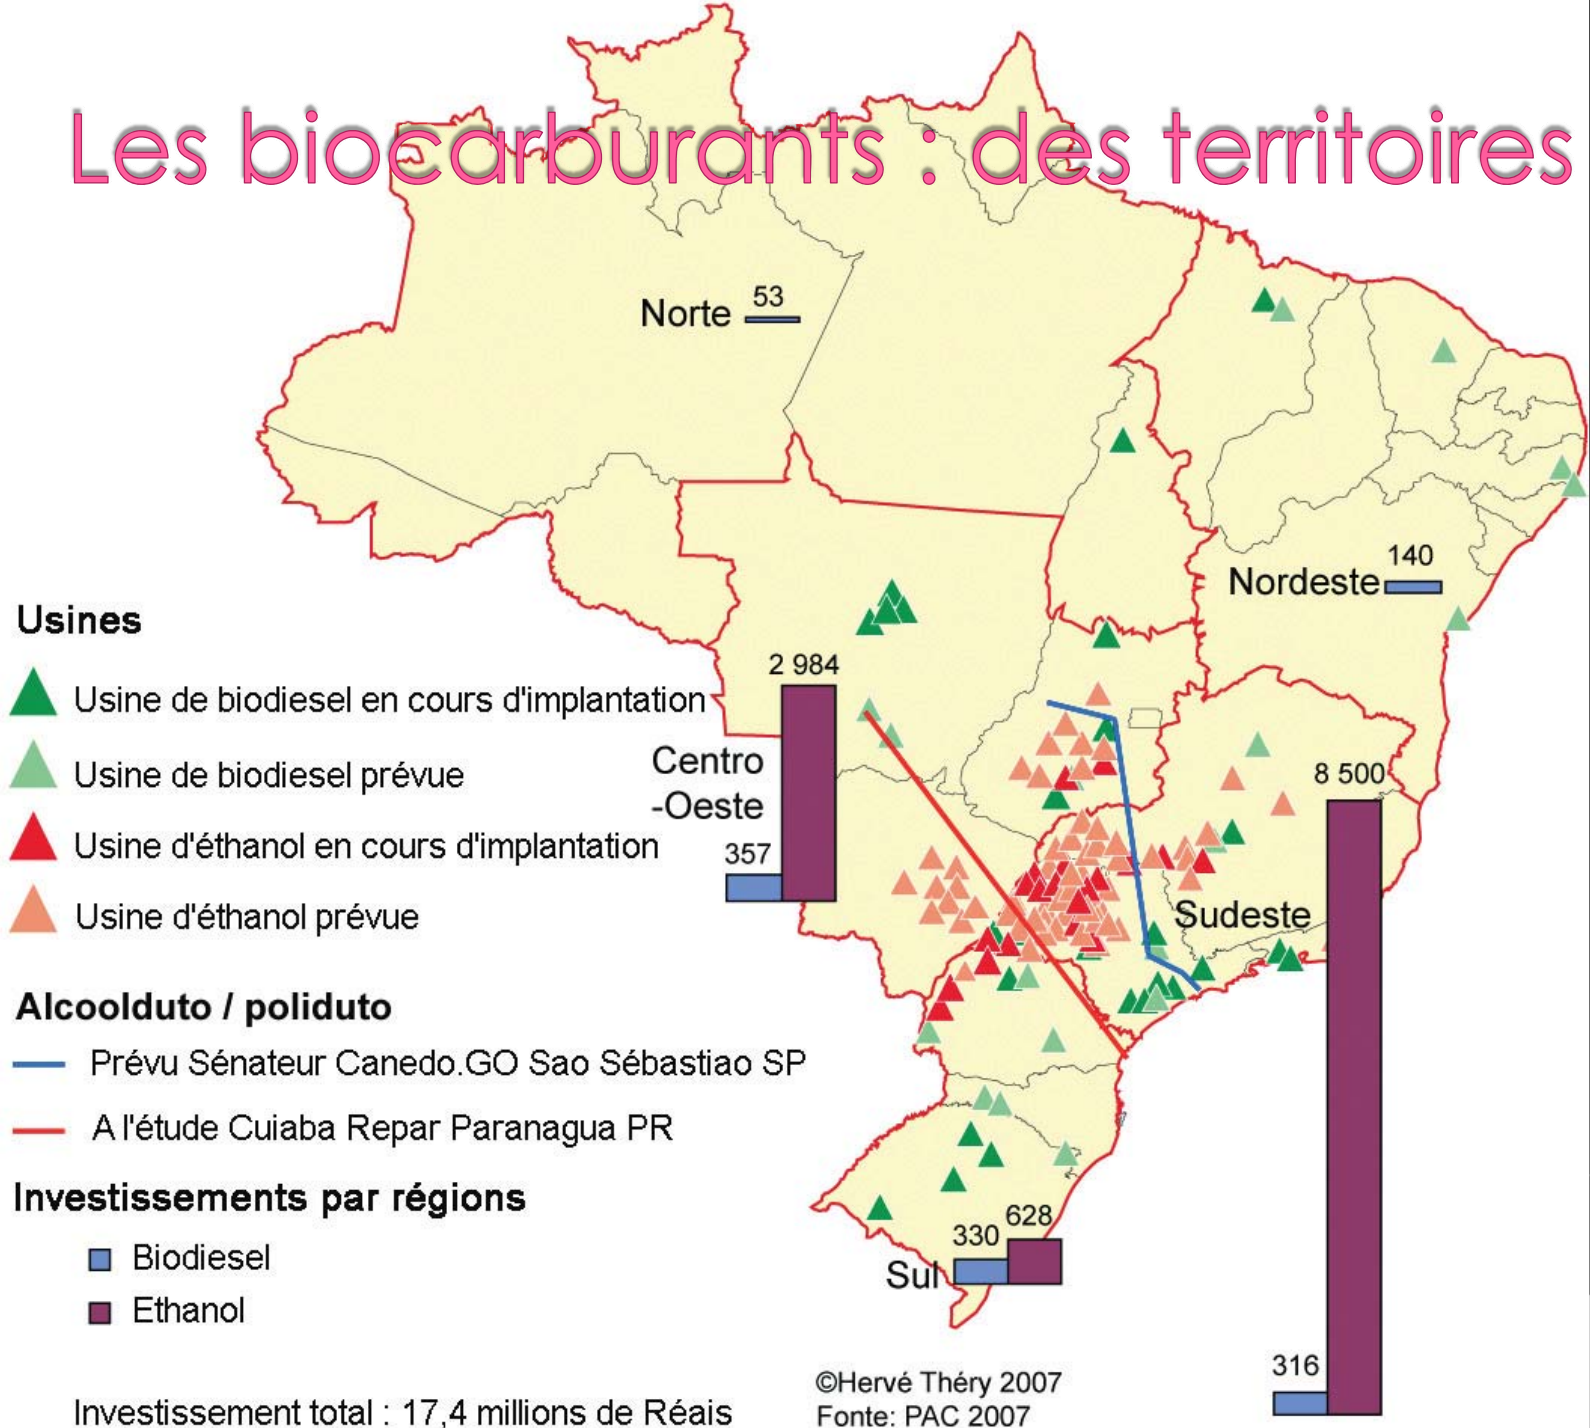 Les biocarburants : des territoires
Norte
53
Nordeste
140
Usines
Usine de biodiesel en cours d'implantation
Usine de biodiesel prévue
Usine d'éthanol en cours d'implantation
Usine d'éthanol prévue
2 984
Centro
-Oeste
357
8 500
Sudeste
316
Alcoolduto / poliduto
Prévu Sénateur Canedo.GO Sao Sébastiao SP
A l'étude Cuiaba Repar Paranagua PR
Investissements par régions
Biodiesel
Ethanol
628
330
Sul
Investissement total : 17,4 millions de Réais
©Hervé Théry 2007
Fonte: PAC 2007